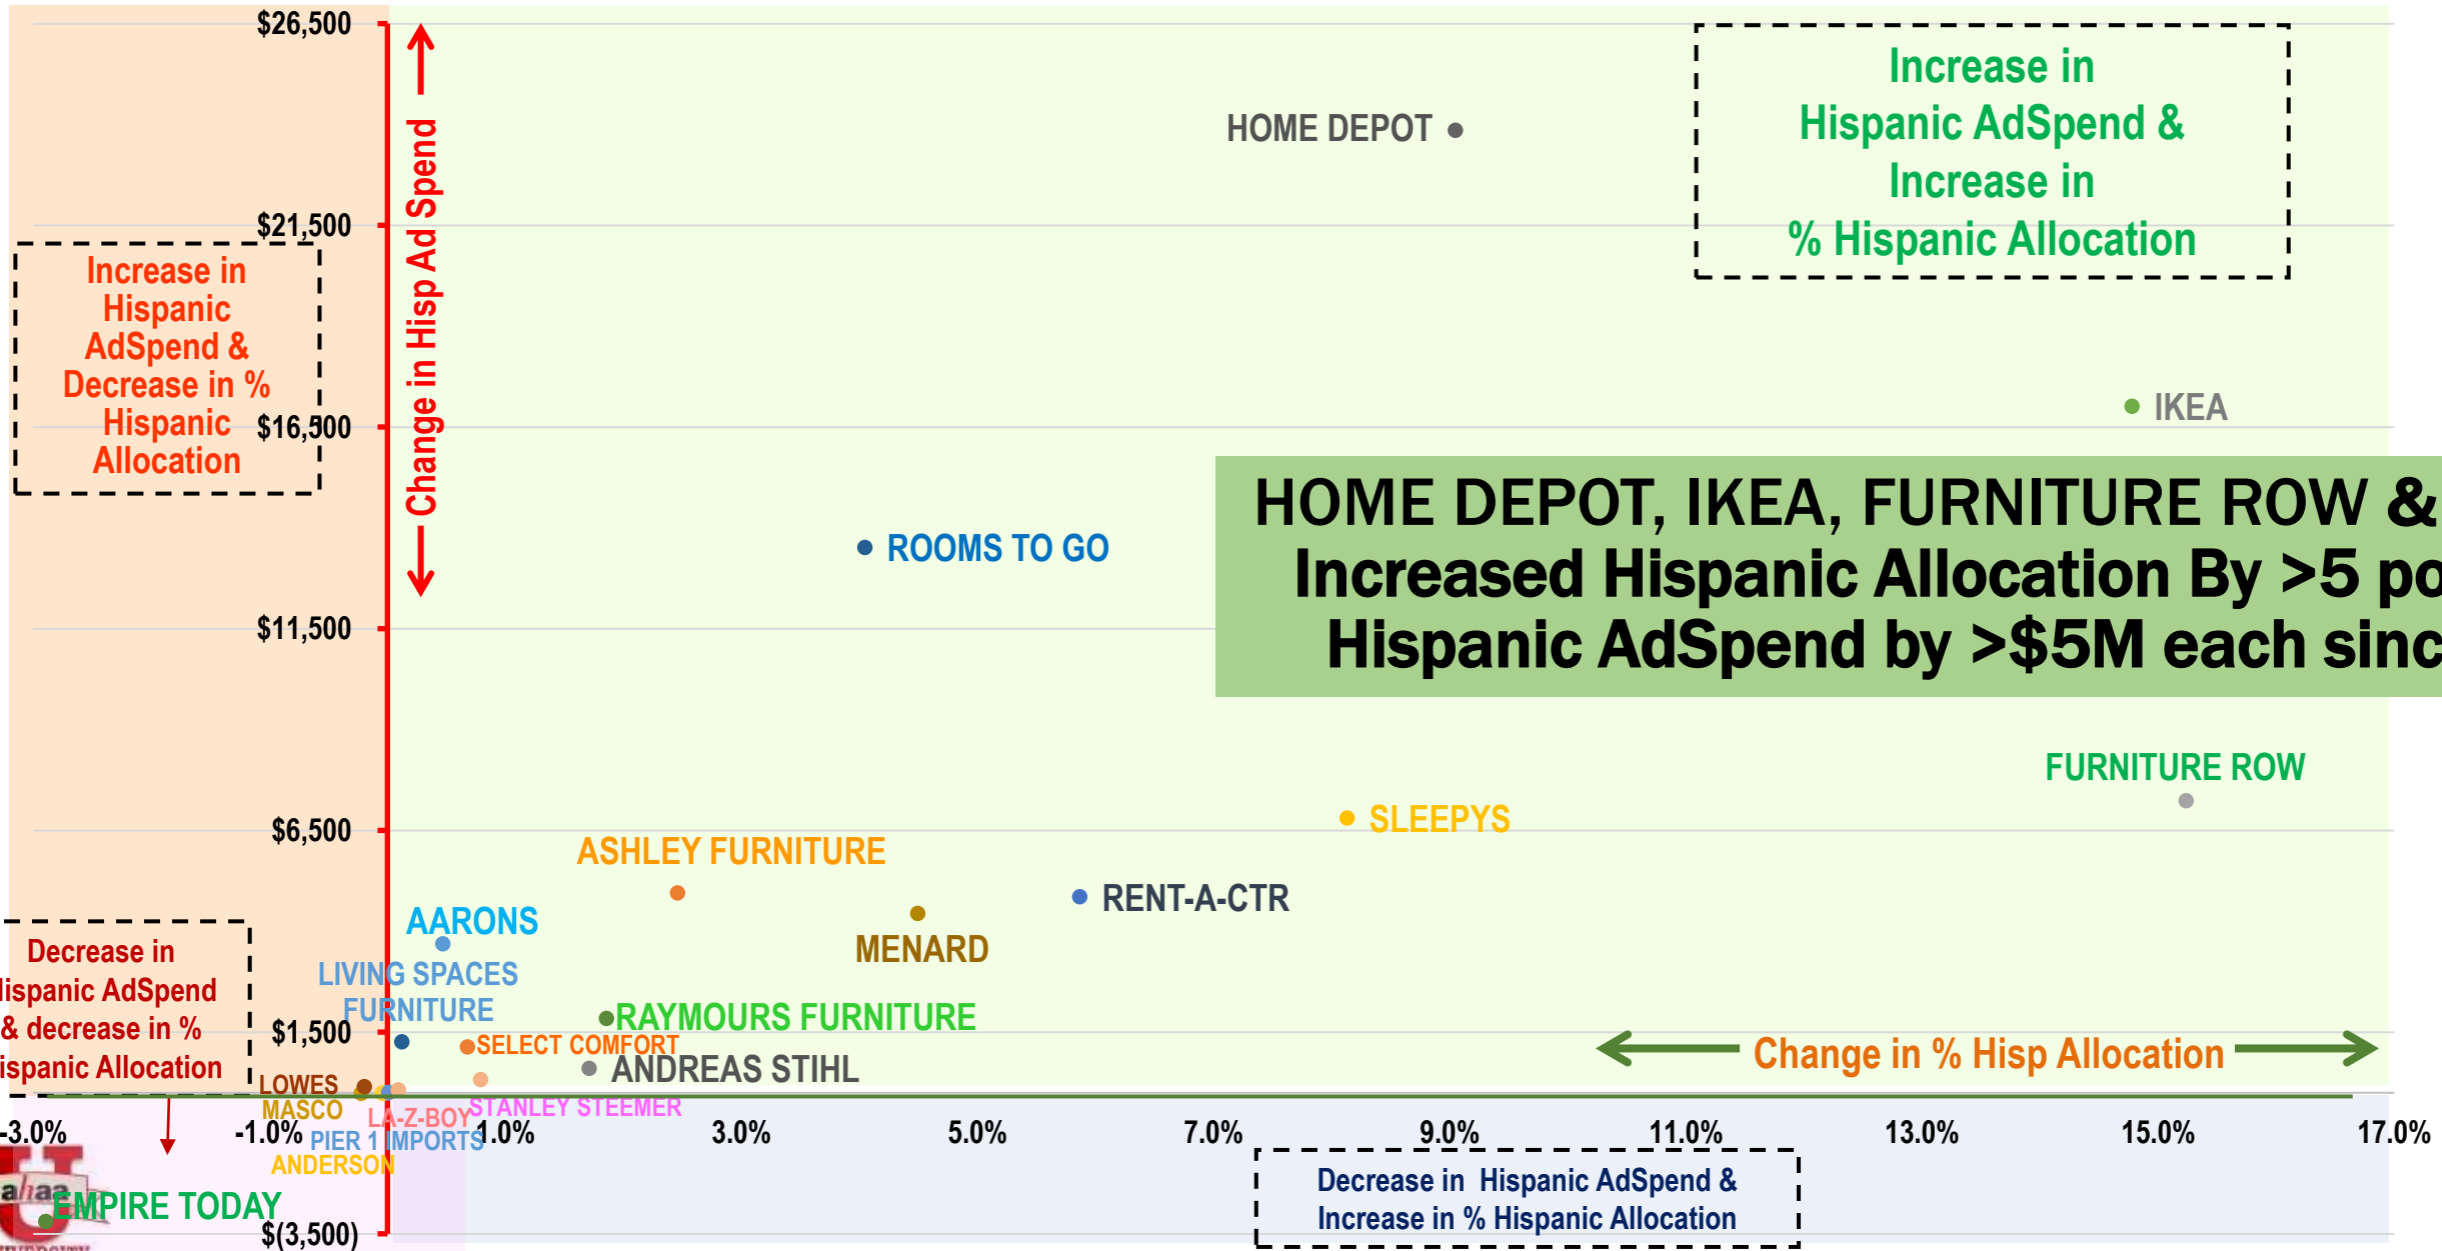 $26,500
Increase in
Hispanic AdSpend &
Increase in
% Hispanic Allocation
HOME DEPOT
Change in Hisp Ad Spend
$21,500
Increase in
Hispanic
AdSpend &
Decrease in %
Hispanic
Allocation
$16,500
IKEA
HOME DEPOT, IKEA, FURNITURE ROW &
Increased Hispanic Allocation By >5 po
Hispanic AdSpend by >$5M each sinc
ROOMS TO GO
$11,500
FURNITURE ROW
SLEEPYS
$6,500
ASHLEY FURNITURE
RENT-A-CTR
AARONS
MENARD
Decrease in
ispanic AdSpend
& decrease in %
ispanic Allocation
LIVING SPACES
FURNITURE
RAYMOURS FURNITURE
$1,500
SELECT COMFORT
ANDREAS STIHL
Change in % Hisp Allocation
LOWES
MASCO
LA-Z-BOY
STANLEY STEEMER
-3.0% -1.0% 1.0% 3.0% 5.0% 7.0% 9.0% 11.0% 13.0% 15.0% 17.0%
PIER 1 IMPORTS
ANDERSON
Decrease in Hispanic AdSpend &
Increase in % Hispanic Allocation
U
ahaa
EMPIRE TODAY
$(3,500)